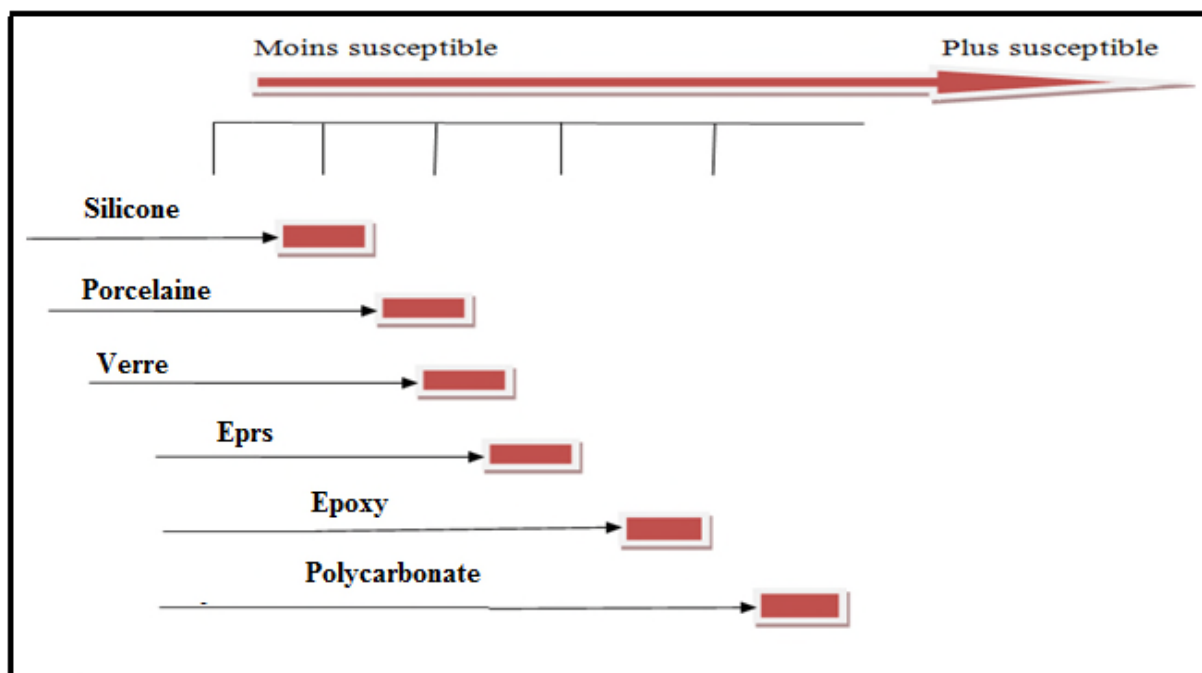 Moins susceptible
Plus susceptible
Silicone
Porcelaine
Verre
Eprs
Epoxy
Polycarbonate